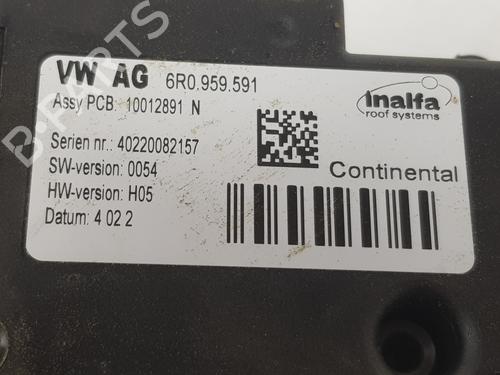 VW AG 6R0.959.591
Assy PCB: 10012891 N
Inalfa
roof systems
Serien nr.: 40220082157
SW-version: 0054
Continental
HW-version: H05
Datum: 4 02 2
B-PARTS